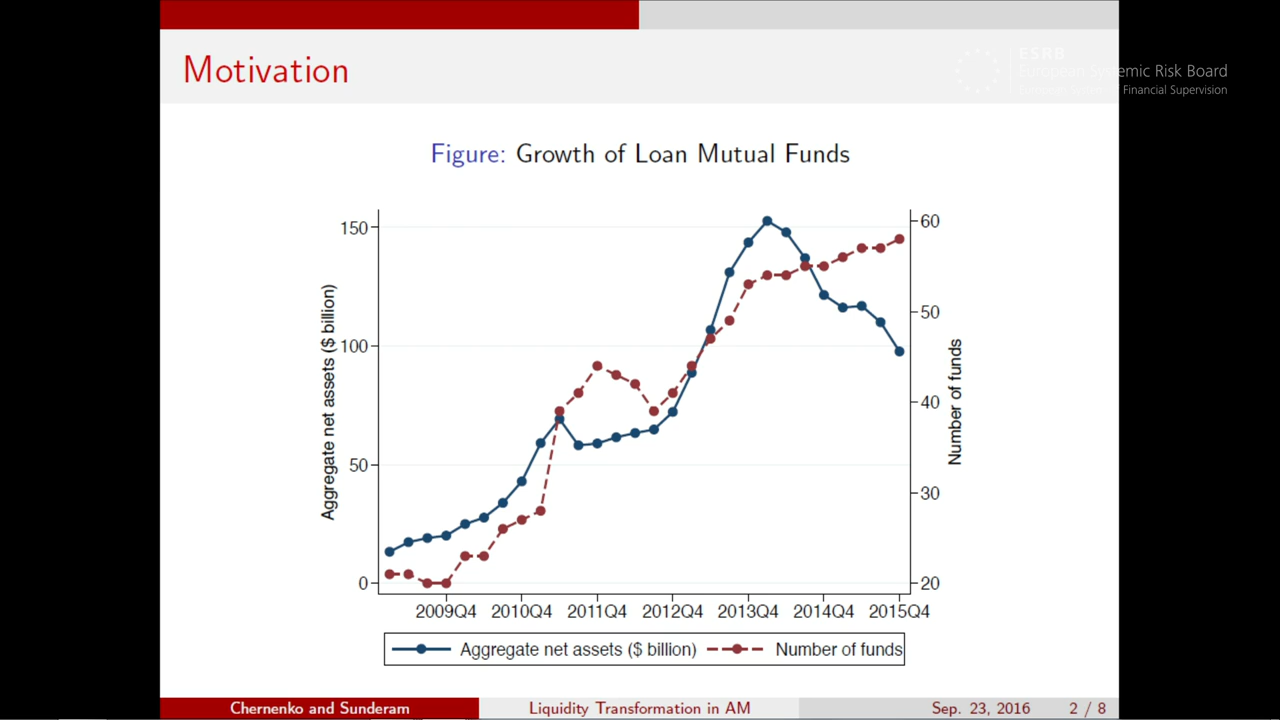 Motivation
ESRB
European Systemic Risk Board
Financial Supervision
Figure: Growth of Loan Mutual Funds
150
100
50
0
Aggregate net assets ($ billion)
60
50
40
30
20
Number of funds
2009Q4 2010Q4 2011Q4 2012Q4 2013Q4 2014Q4 2015Q4
Aggregate net assets ($ billion) Number of funds
Chernenko and Sunderam Liquidity Transformation in AM Sep. 23, 2016 2 / 8